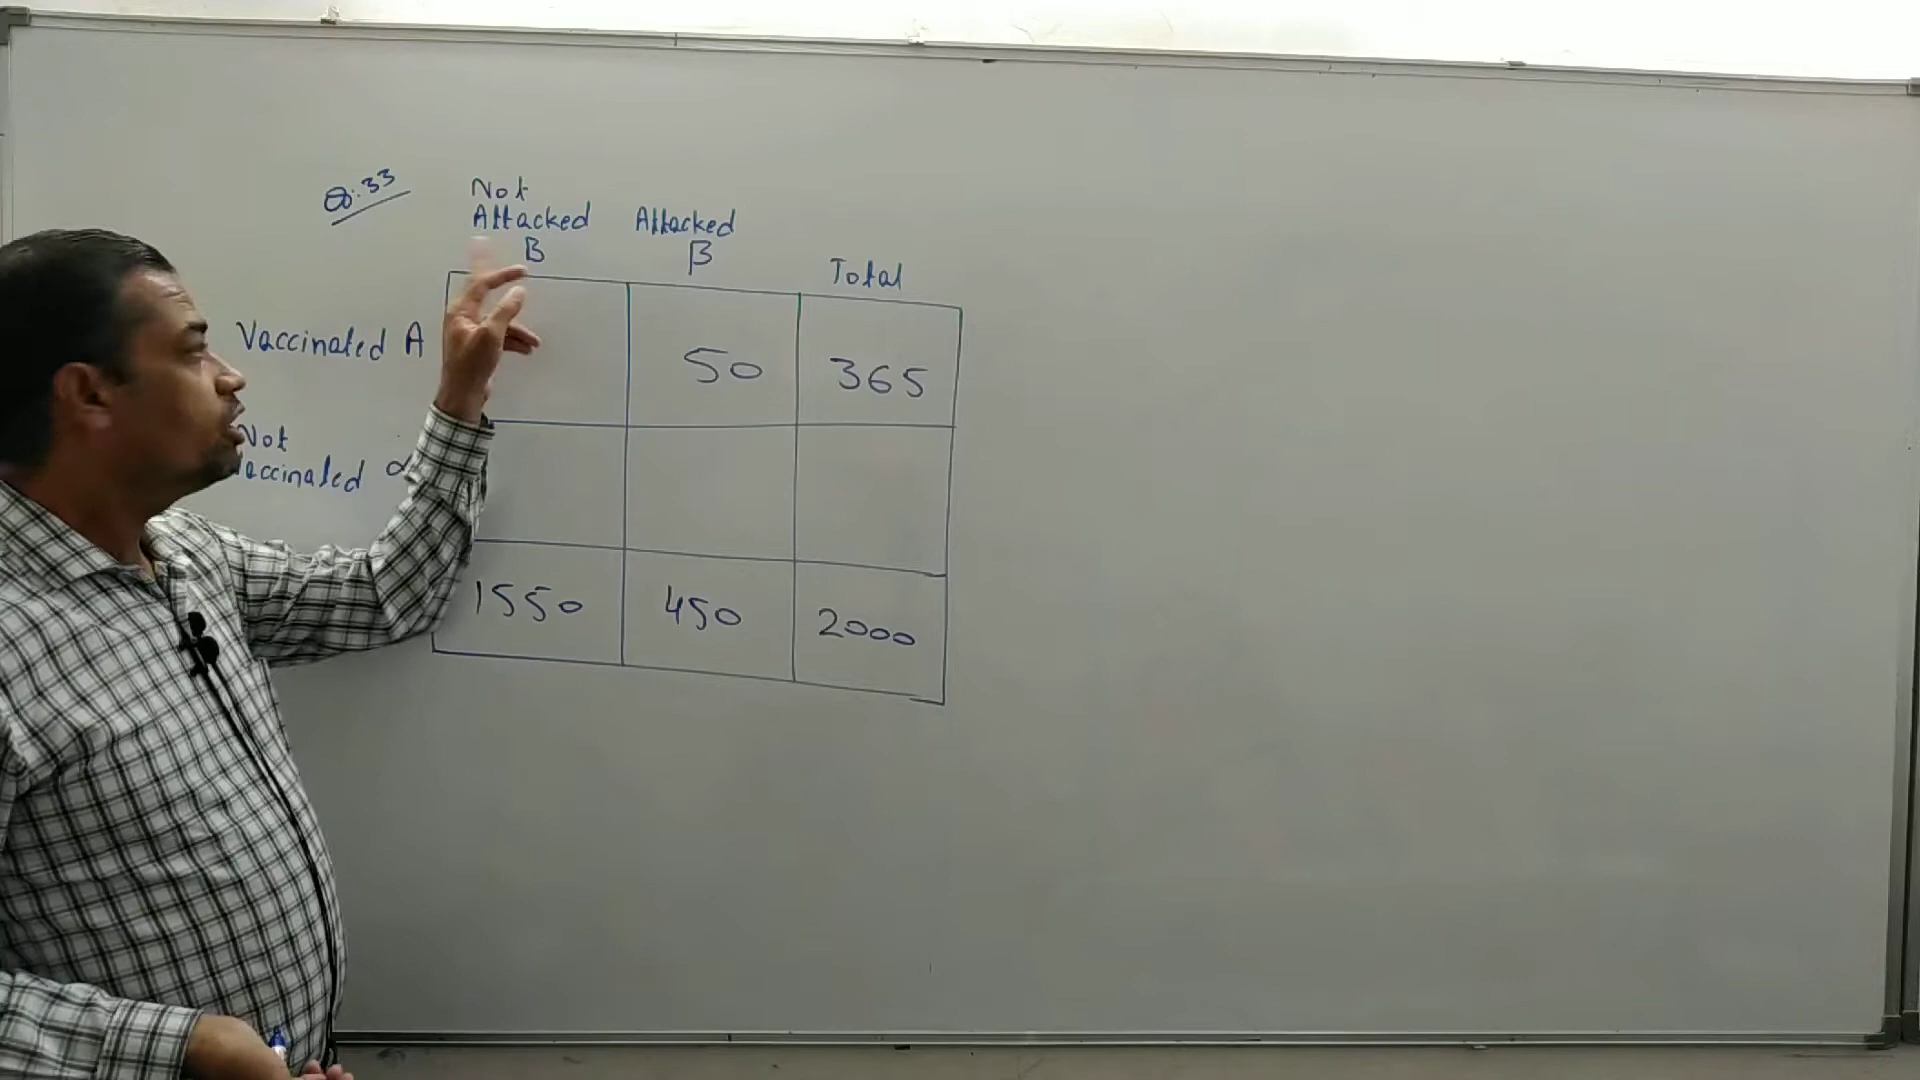 Q:33
Not
Attacked Attacked
B β Total
Vaccinated A 50 365
Not
vaccinated α
1550 450 2000